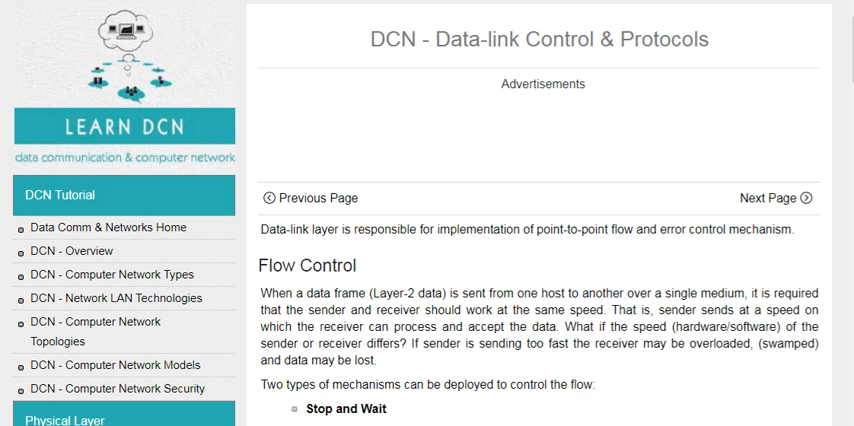 LEARN DCN
data communication & computer network
DCN Tutorial
Data Comm & Networks Home
DCN - Overview
DCN - Computer Network Types
DCN - Network LAN Technologies
DCN - Computer Network
Topologies
DCN - Computer Network Models
DCN - Computer Network Security
Physical Layer
DCN - Data-link Control & Protocols
Advertisements
Previous Page
Next Page
Data-link layer is responsible for implementation of point-to-point flow and error control mechanism.
Flow Control
When a data frame (Layer-2 data) is sent from one host to another over a single medium, it is required
that the sender and receiver should work at the same speed. That is, sender sends at a speed on
which the receiver can process and accept the data. What if the speed (hardware/software) of the
sender or receiver differs? If sender is sending too fast the receiver may be overloaded, (swamped)
and data may be lost.
Two types of mechanisms can be deployed to control the flow:
Stop and Wait